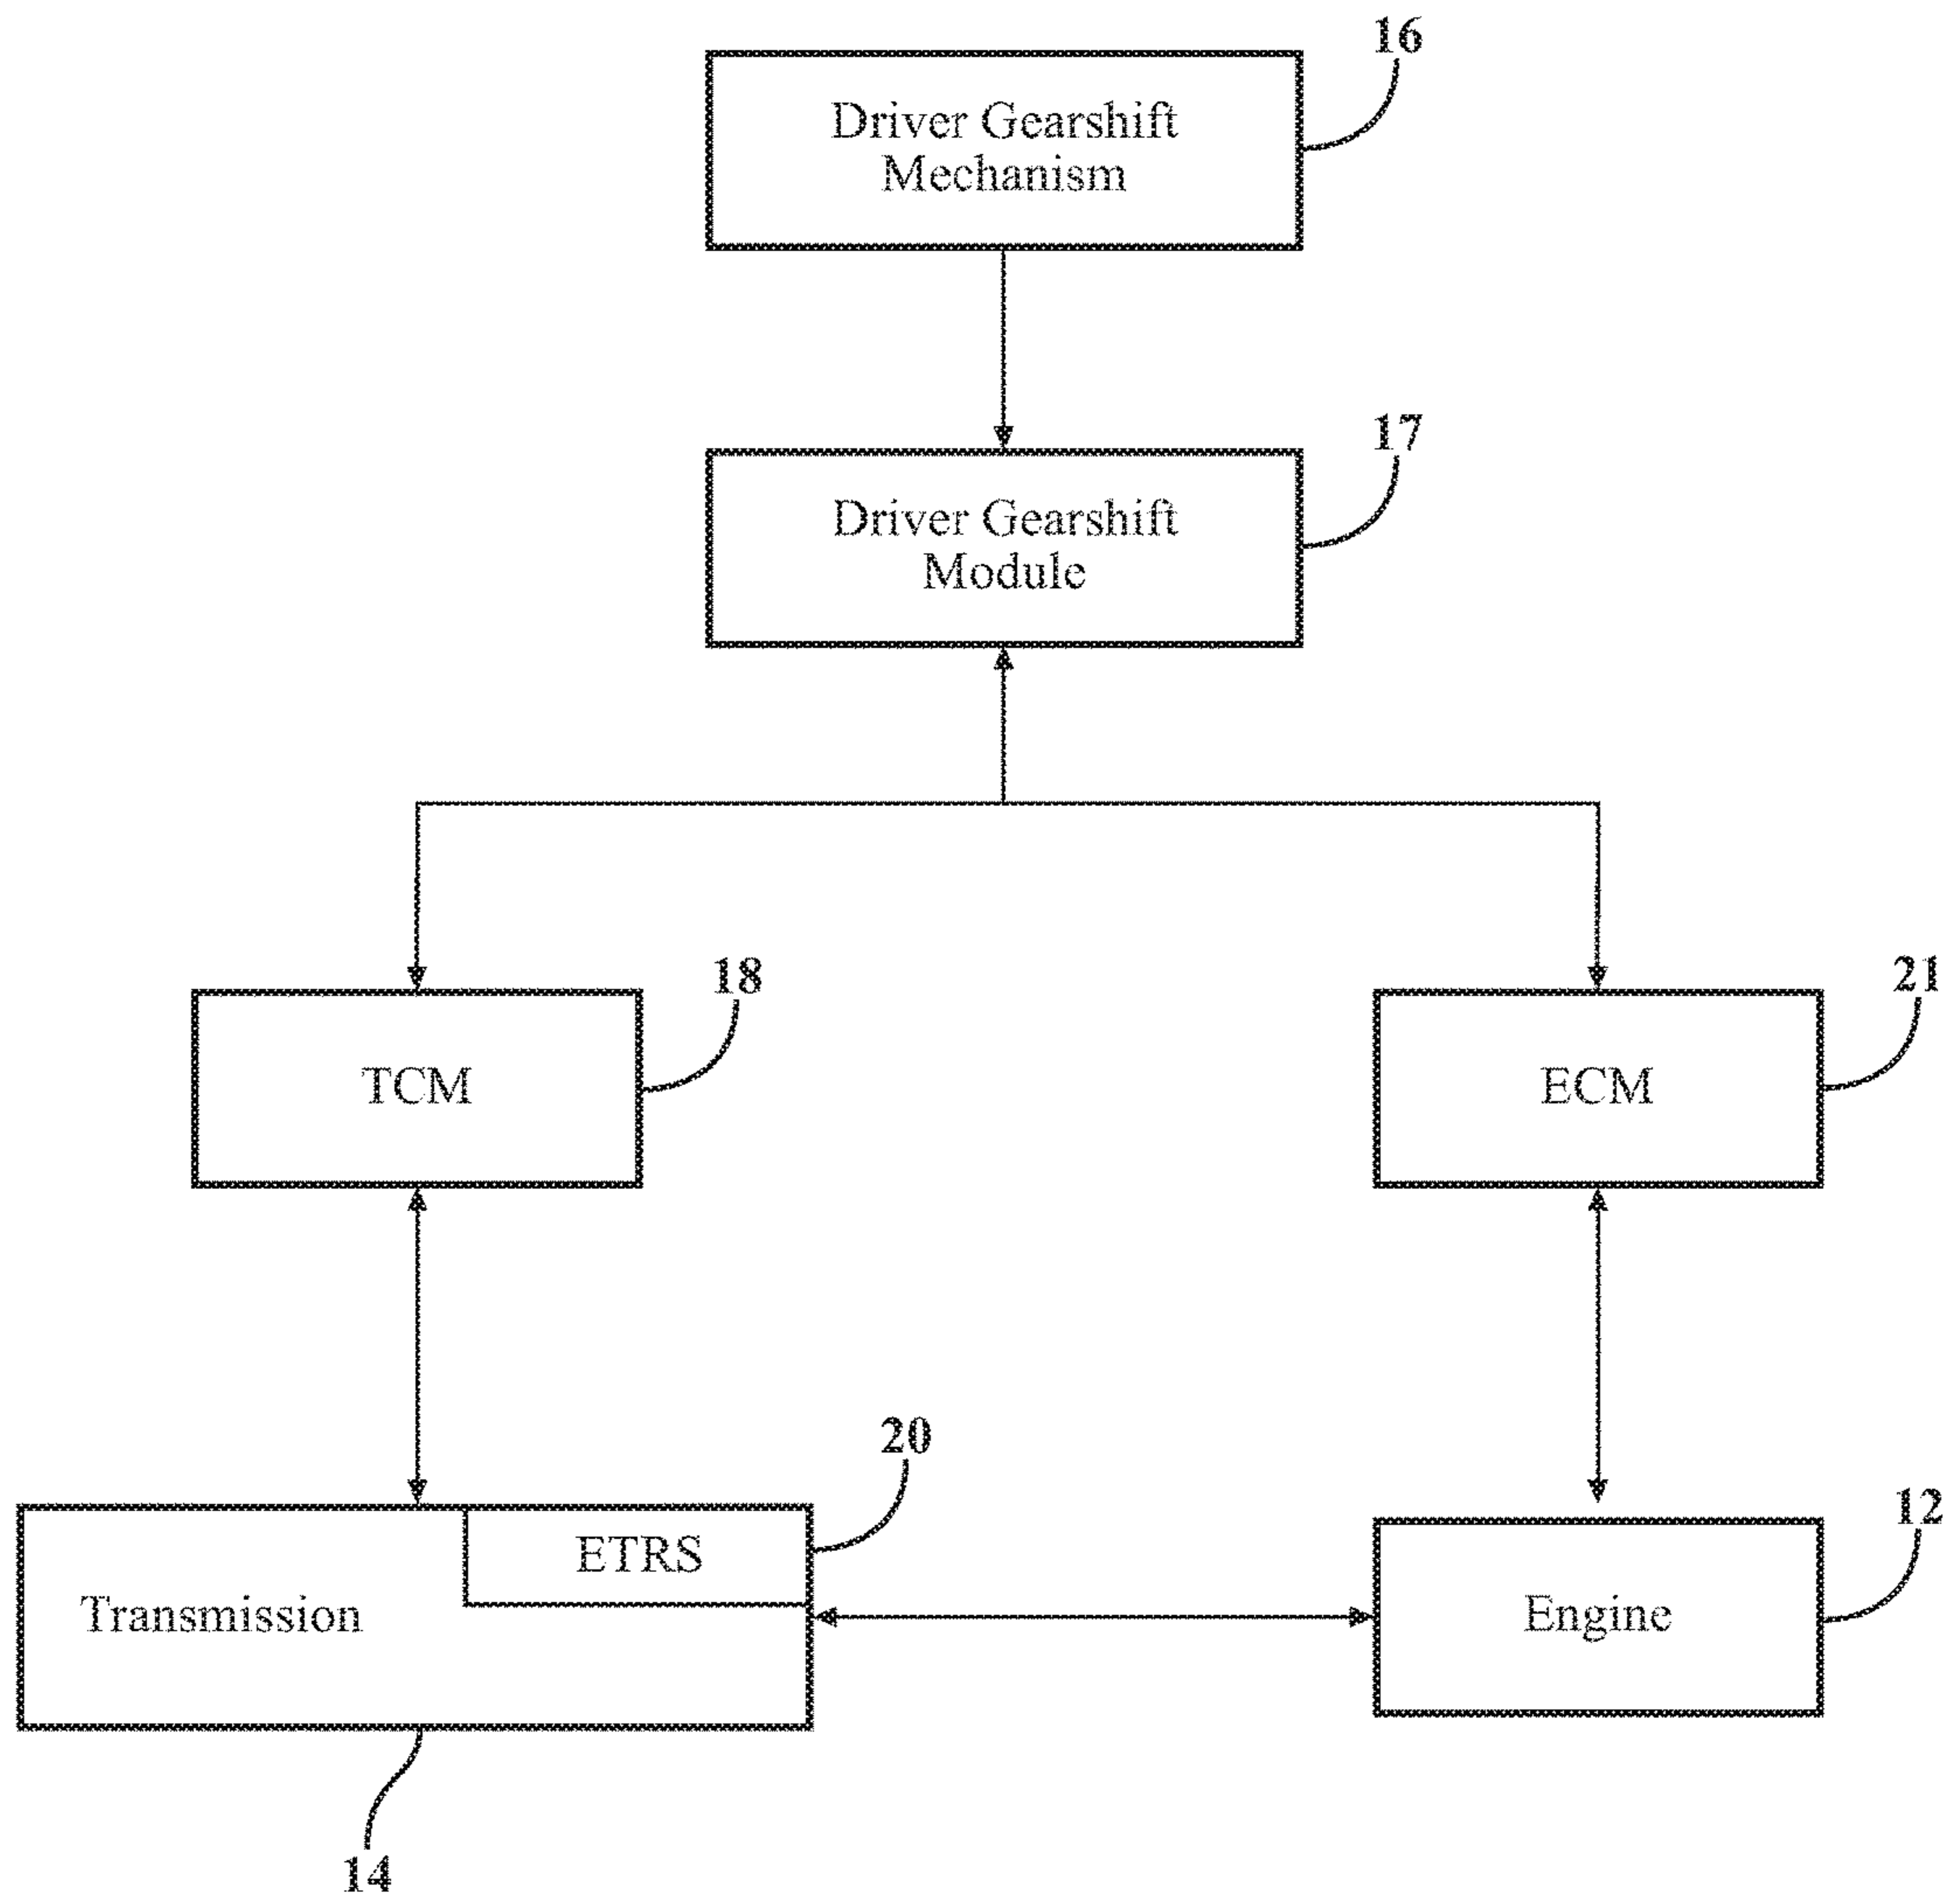 16
Driver Gearshift
Mechanism
17
Driver Gearshift
Module
18
TCM
21
ECM
20
ETRS
Transmission
12
Engine
14